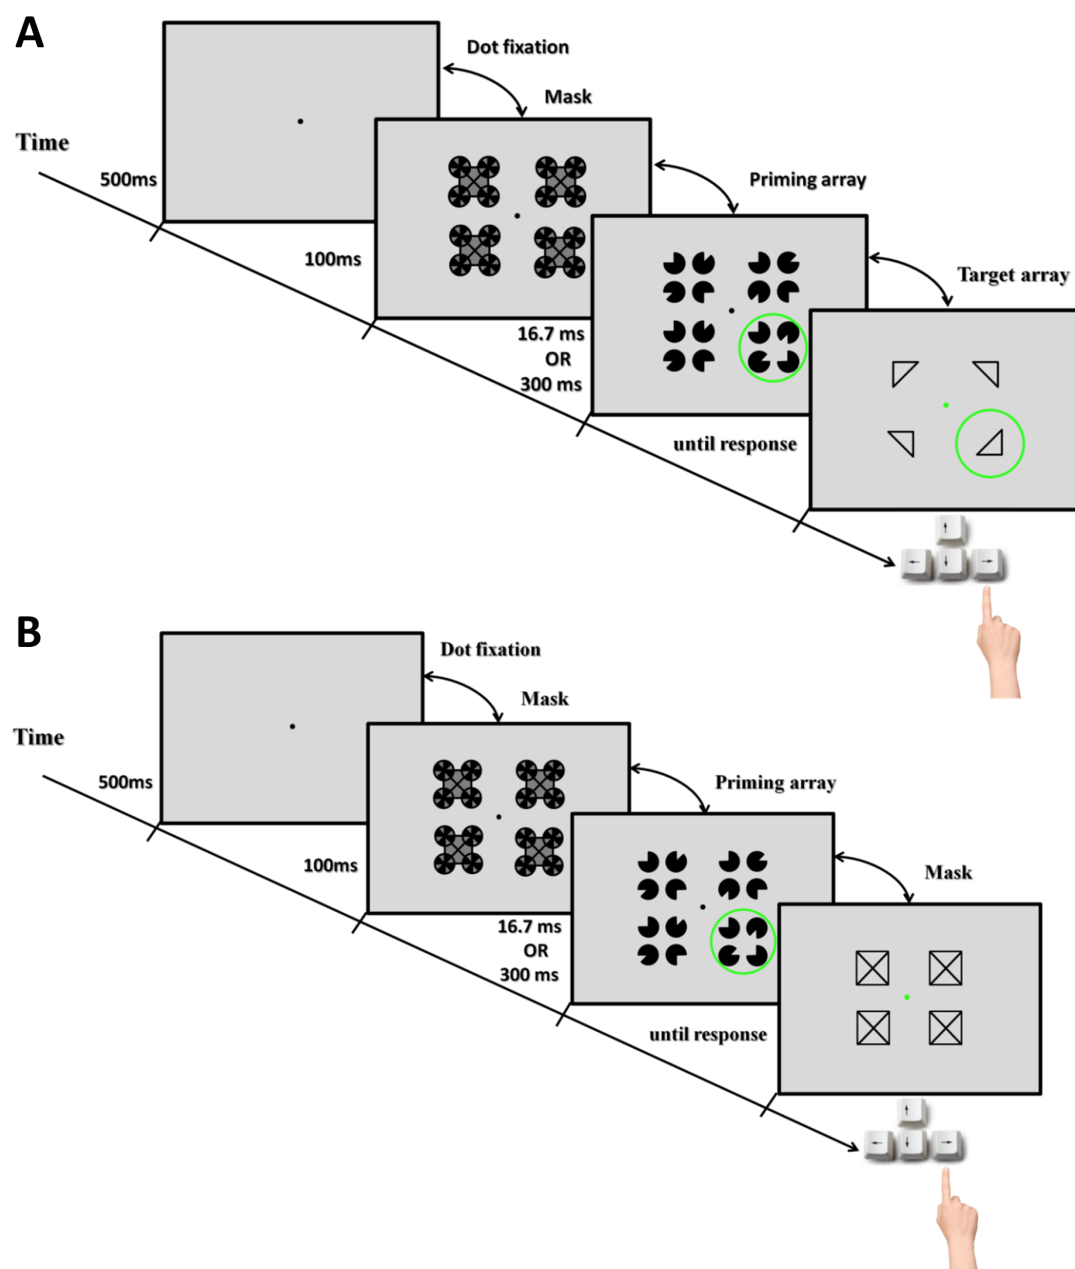 A
Dot fixation
Mask
Time
500ms
Priming array
100ms
Target array
16.7 ms
OR
300 ms
until response
↑
← ↓ →
B
Dot fixation
Mask
Time
500ms
Priming array
100ms
Mask
16.7 ms
OR
300 ms
until response
↑
← ↓ →